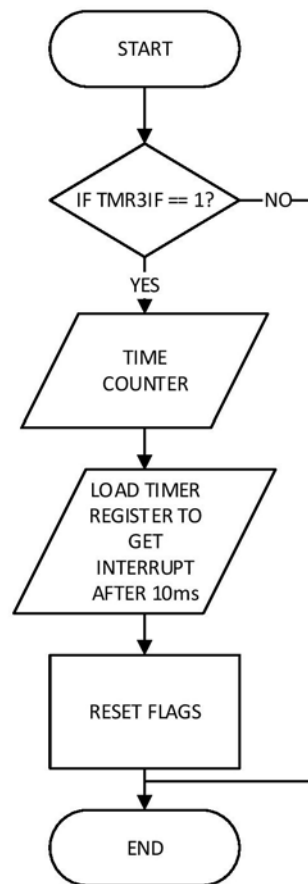 START
IF TMR3IF == 1?
NO
YES
TIME
COUNTER
LOAD TIMER
REGISTER TO
GET
INTERRUPT
AFTER 10ms
RESET FLAGS
END